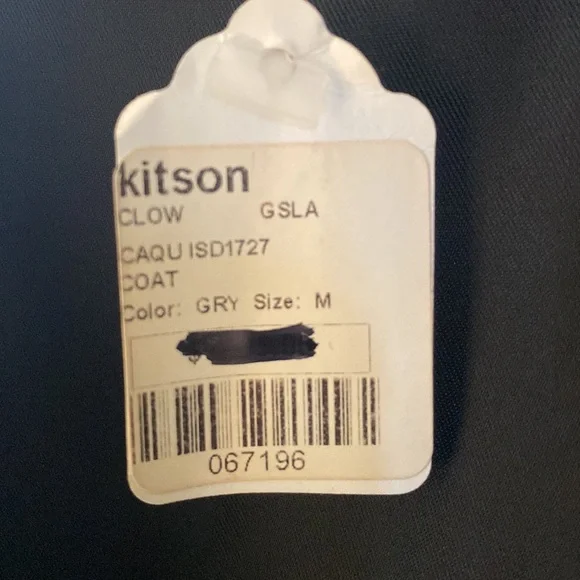 kitson
CLOW GSLA
CAQU ISD1727
COAT
Color: GRY Size: M
067196